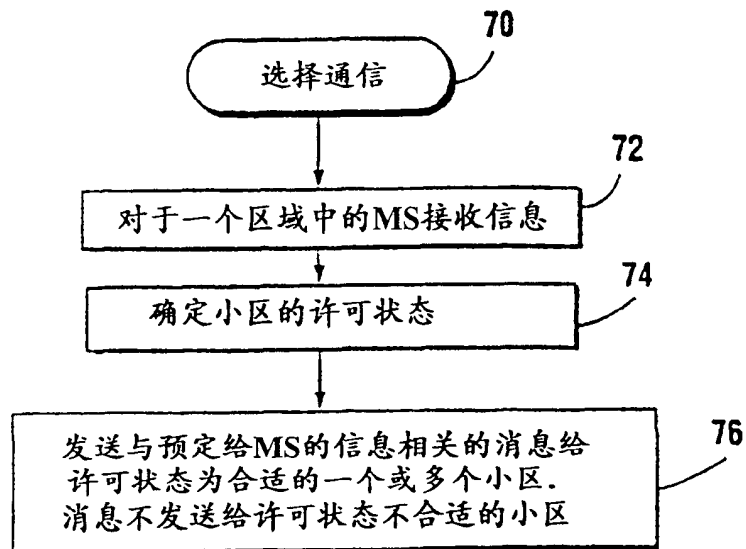 70
选择通信
72
对于一个区域中的MS接收信息
74
确定小区的许可状态
76
发送与预定给MS的信息相关的消息给
许可状态为合适的一个或多个小区.
消息不发送给许可状态不合适的小区